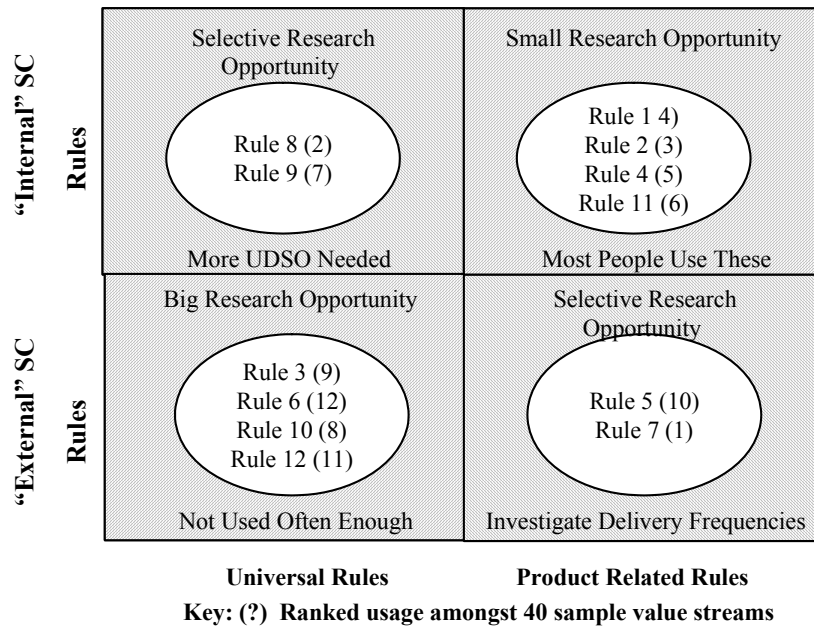 “Internal” SC
Rules
Selective Research
Opportunity
Rule 8 (2)
Rule 9 (7)
More UDSO Needed
Small Research Opportunity
Rule 1 4)
Rule 2 (3)
Rule 4 (5)
Rule 11 (6)
Most People Use These
“External” SC
Rules
Big Research Opportunity
Rule 3 (9)
Rule 6 (12)
Rule 10 (8)
Rule 12 (11)
Not Used Often Enough
Selective Research
Opportunity
Rule 5 (10)
Rule 7 (1)
Investigate Delivery Frequencies
Universal Rules
Product Related Rules
Key: (?) Ranked usage amongst 40 sample value streams